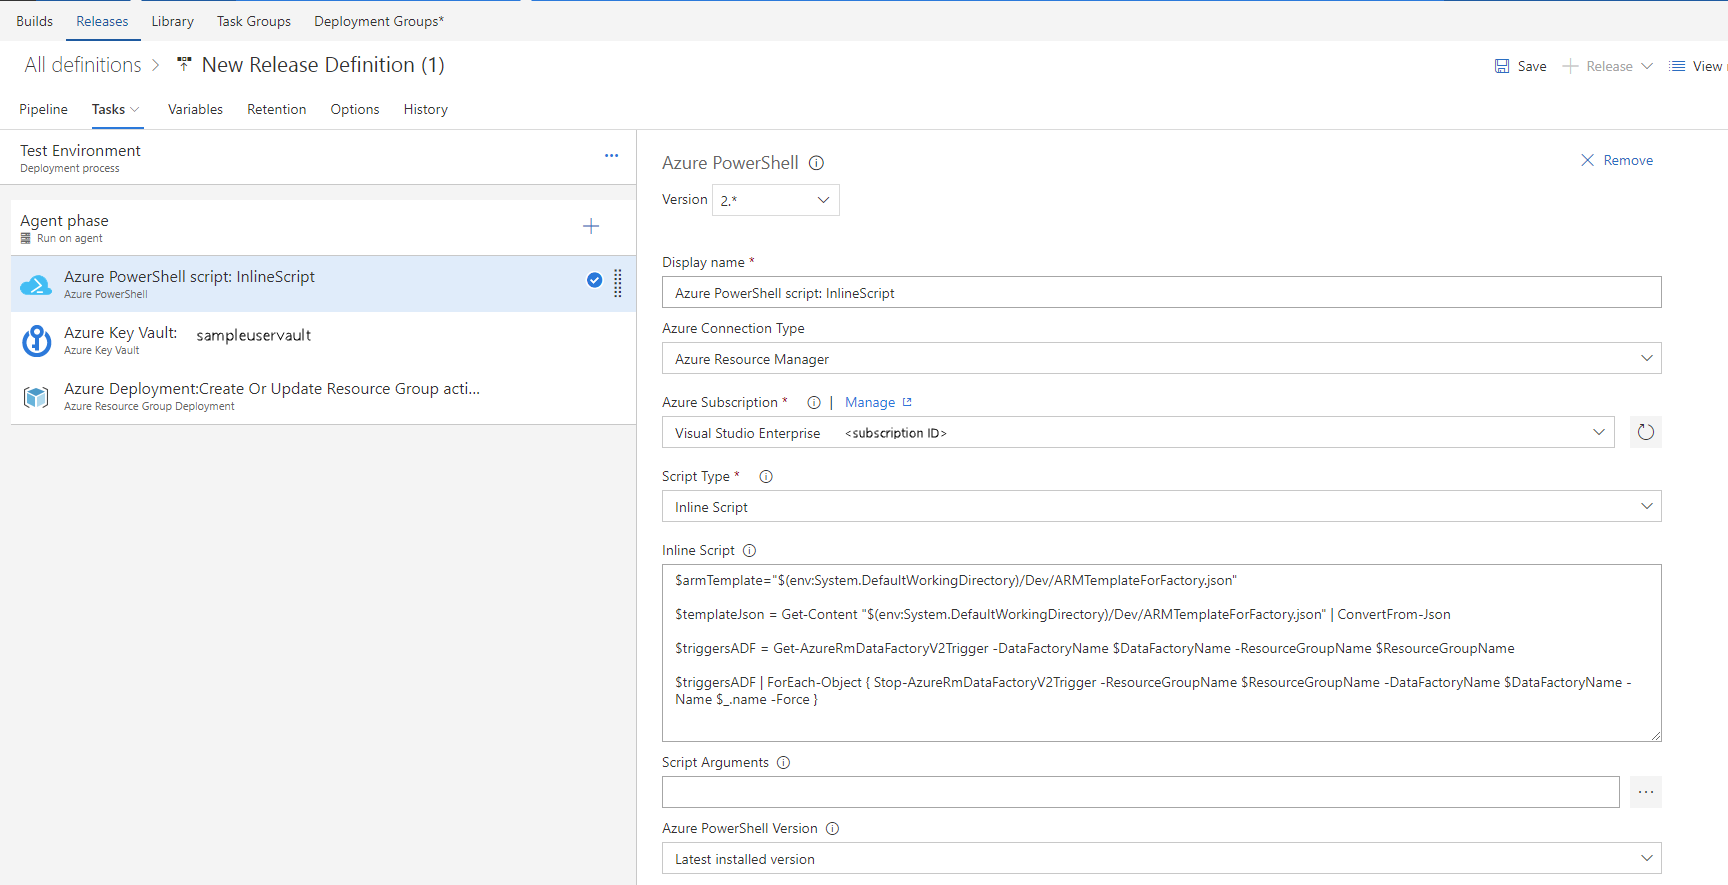 Builds Releases Library Task Groups Deployment Groups*
All definitions > New Release Definition (1)
Save + Release View
Pipeline Tasks Variables Retention Options History
Test Environment
Deployment process
...
Agent phase
Run on agent
Azure PowerShell script: InlineScript
Azure PowerShell
Azure Key Vault: sampleuservault
Azure Key Vault
Azure Deployment:Create Or Update Resource Group acti...
Azure Resource Group Deployment
Azure PowerShell
Remove
Version 2.*
Display name *
Azure PowerShell script: InlineScript
Azure Connection Type
Azure Resource Manager
Azure Subscription * | Manage
Visual Studio Enterprise <subscription ID>
Script Type *
Inline Script
Inline Script
$armTemplate="$(env:System.DefaultWorkingDirectory)/Dev/ARMTemplateForFactory.json"
$templateJson = Get-Content "$(env:System.DefaultWorkingDirectory)/Dev/ARMTemplateForFactory.json" | ConvertFrom-Json
$triggersADF = Get-AzureRmDataFactoryV2Trigger -DataFactoryName $DataFactoryName -ResourceGroupName $ResourceGroupName
$triggersADF | ForEach-Object { Stop-AzureRmDataFactoryV2Trigger -ResourceGroupName $ResourceGroupName -DataFactoryName $DataFactoryName -
Name $_.name -Force }
Script Arguments
...
Azure PowerShell Version
Latest installed version